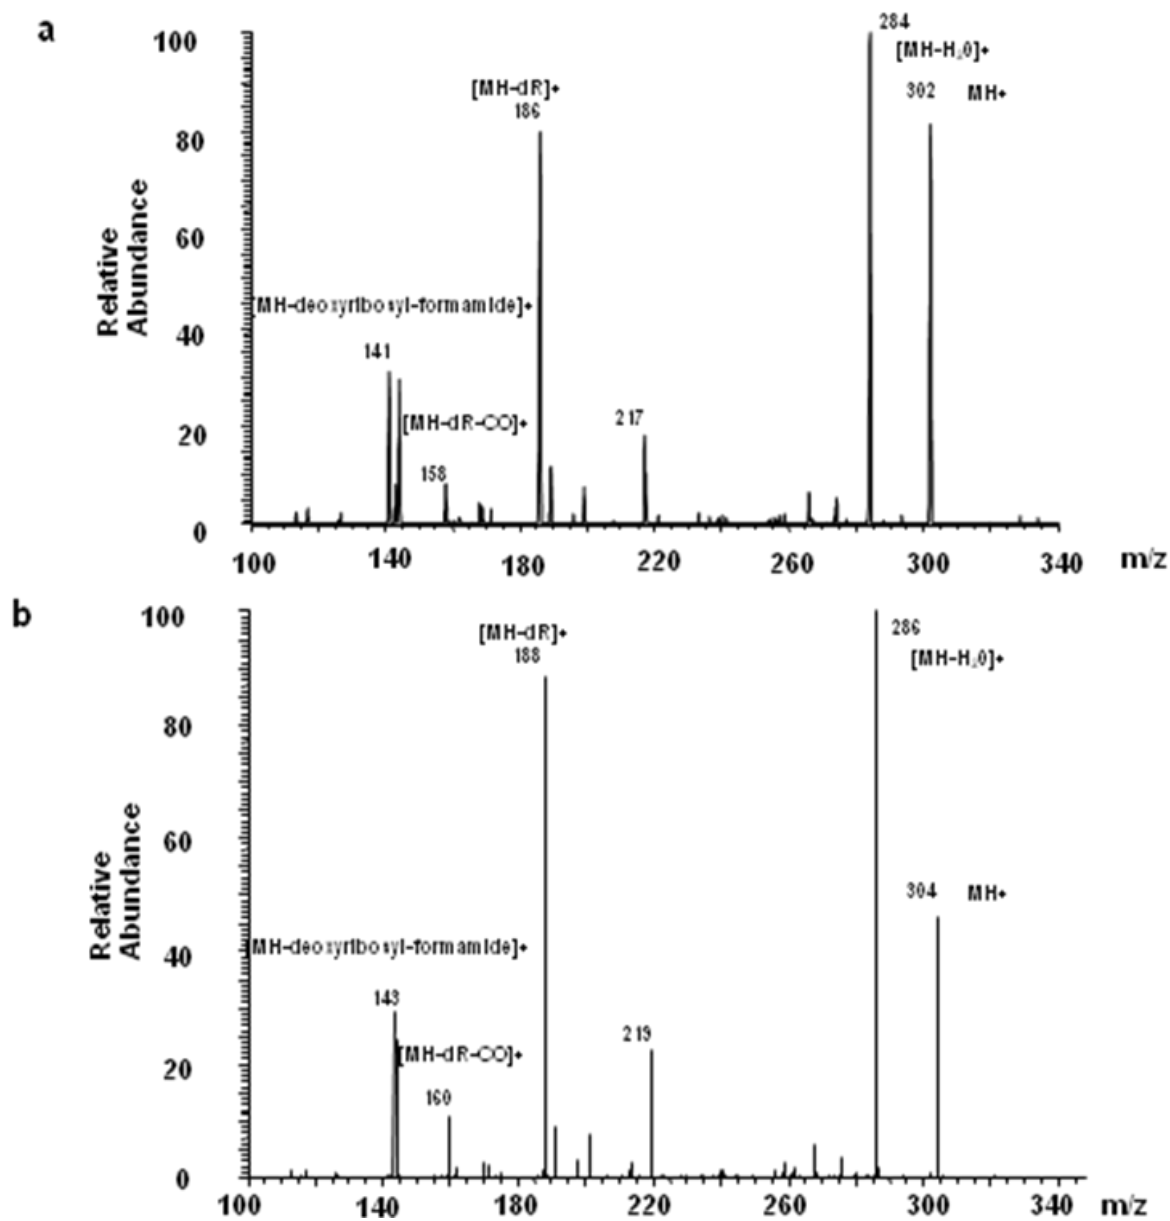 a
100
80
60
40
20
0
Relative
Abundance
284
[MH-H₂0]+
302 MH+
[MH-dR]+
186
[MH-deoxyribosyl-formamide]+
141
[MH-dR-CO]+
158
217
100 140 180 220 260 300 340 m/z
b
100
80
60
40
20
0
Relative
Abundance
286
[MH-H₂0]+
[MH-dR]+
188
304 MH+
[MH-deoxyribosyl-formamide]+
143
[MH-dR-CO]+
160
219
100 140 180 220 260 300 340 m/z